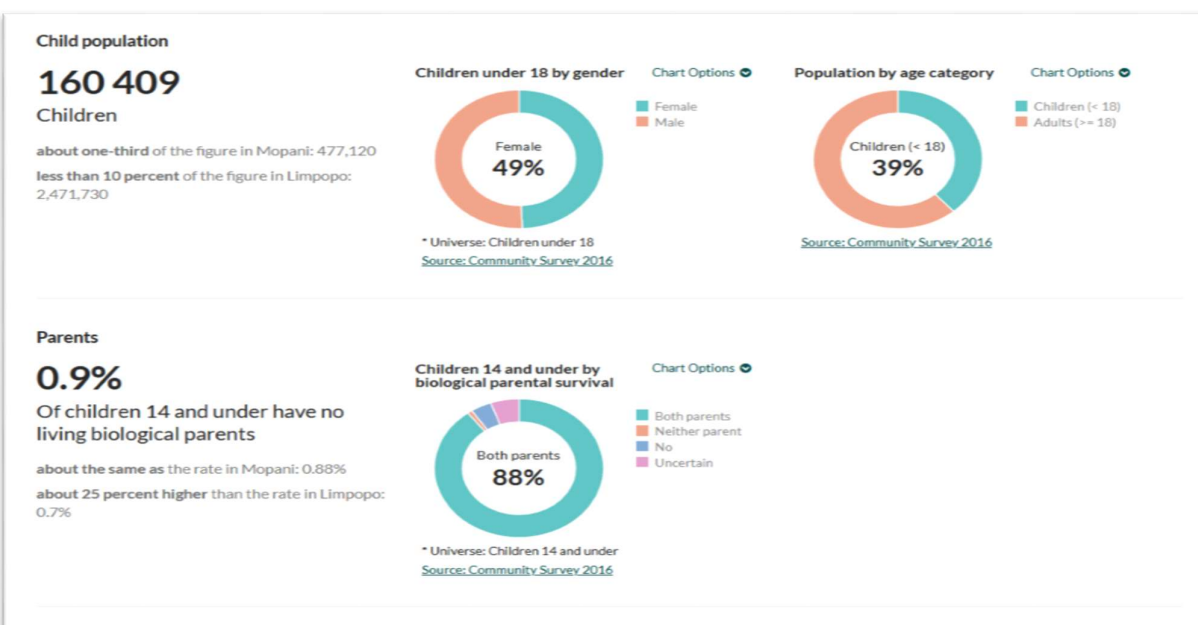 Child population
160 409
Children
about one-third of the figure in Mopani: 477,120
less than 10 percent of the figure in Limpopo:
2,471,730
Children under 18 by gender
Chart Options
Female
Male
Female
49%
* Universe: Children under 18
Source: Community Survey 2016
Population by age category
Chart Options
Children (< 18)
Adults (>= 18)
Children (< 18)
39%
Source: Community Survey 2016
Parents
0.9%
Of children 14 and under have no
living biological parents
about the same as the rate in Mopani: 0.88%
about 25 percent higher than the rate in Limpopo:
0.7%
Children 14 and under by
biological parental survival
Chart Options
Both parents
Neither parent
No
Uncertain
Both parents
88%
* Universe: Children 14 and under
Source: Community Survey 2016